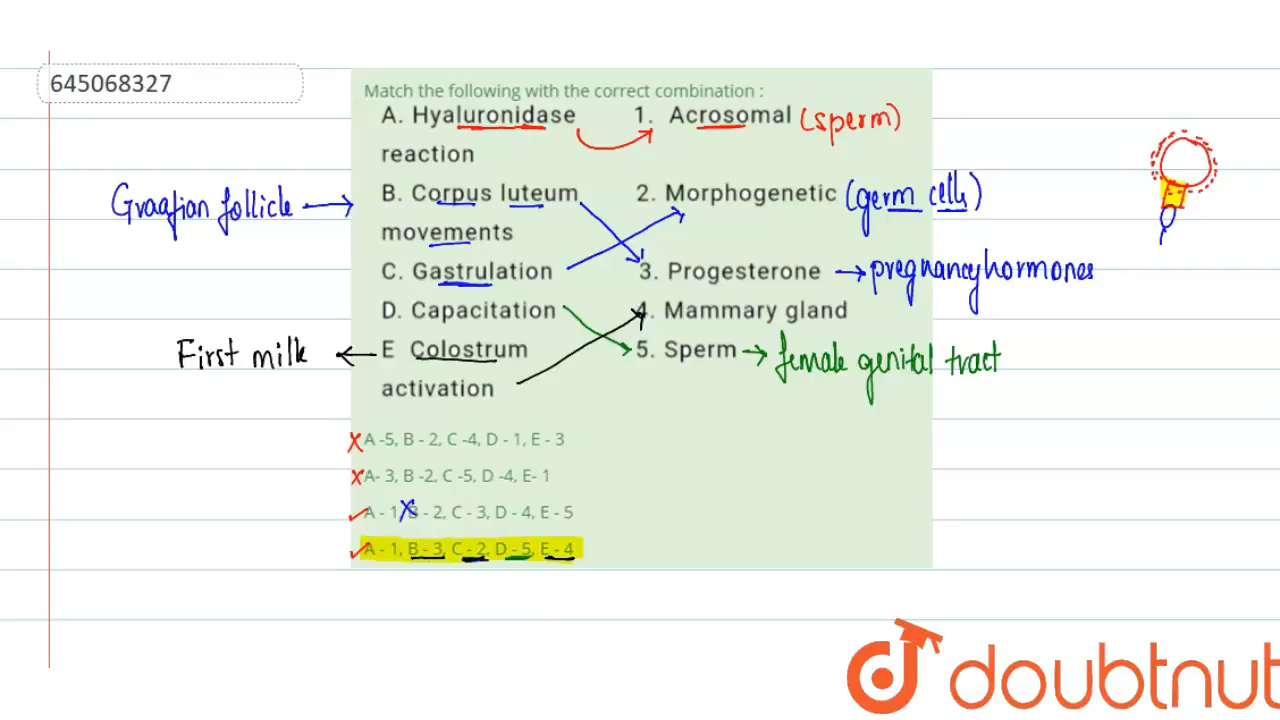 645068327
Match the following with the correct combination :
A. Hyaluronidase 1. Acrosomal (sperm)
reaction
Graafian follicle → B. Corpus luteum 2. Morphogenetic (germ cells)
movements
C. Gastrulation 3. Progesterone → pregnancy hormones
D. Capacitation 4. Mammary gland
First milk ← E Colostrum 5. Sperm → female genital tract
activation
A -5, B - 2, C -4, D - 1, E - 3
A- 3, B -2, C -5, D -4, E- 1
A - 1, B - 2, C - 3, D - 4, E - 5
A - 1, B - 3, C - 2, D - 5, E - 4
doubtnut